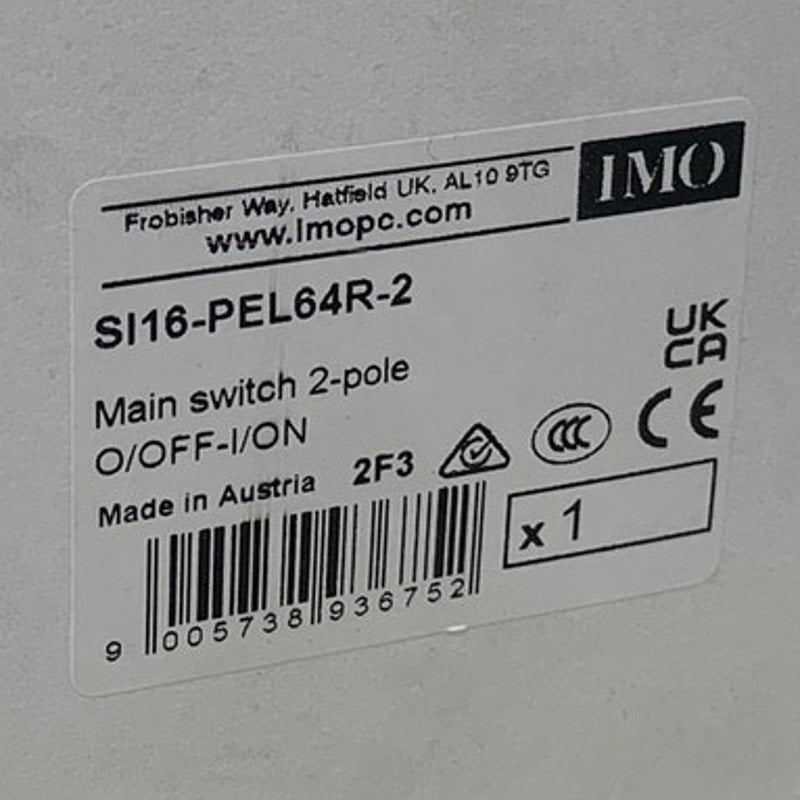 Frobisher Way, Hatfield UK, AL10 9TG
IMO
www.imopc.com
SI16-PEL64R-2
UK
CA
Main switch 2-pole
O/OFF-I/ON
CCC
CE
Made in Austria 2F3
x 1
9 005738 936752